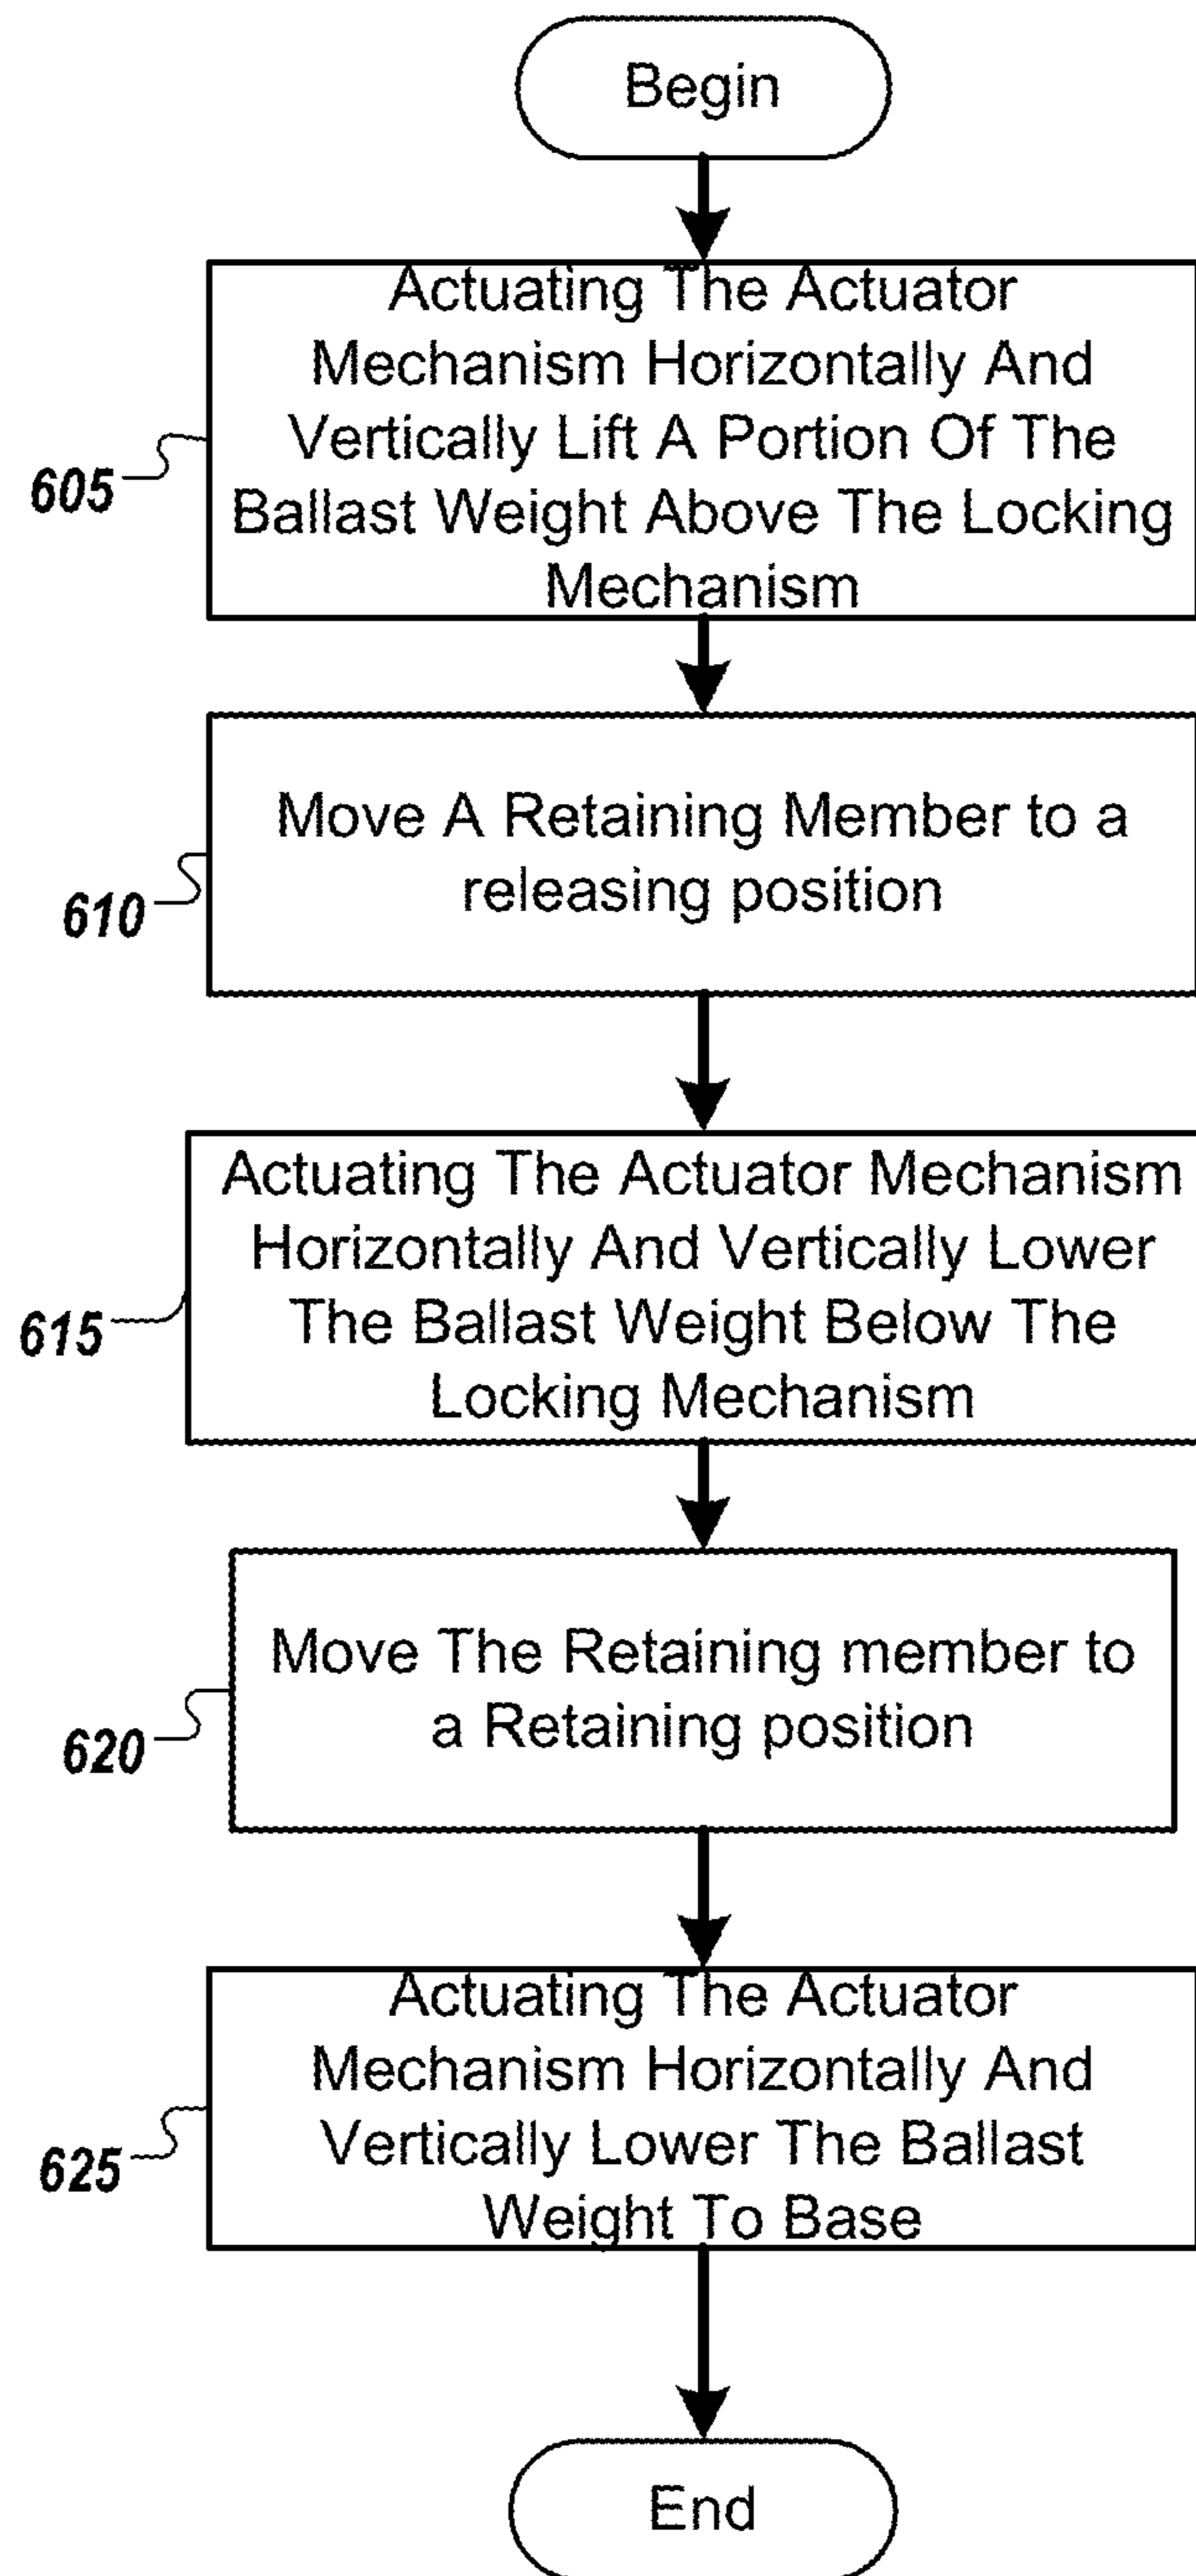 Begin
Actuating The Actuator
Mechanism Horizontally And
Vertically Lift A Portion Of The
Ballast Weight Above The Locking
Mechanism
605
Move A Retaining Member to a
releasing position
610
Actuating The Actuator Mechanism
Horizontally And Vertically Lower
The Ballast Weight Below The
Locking Mechanism
615
Move The Retaining member to
a Retaining position
620
Actuating The Actuator
Mechanism Horizontally And
Vertically Lower The Ballast
Weight To Base
625
End